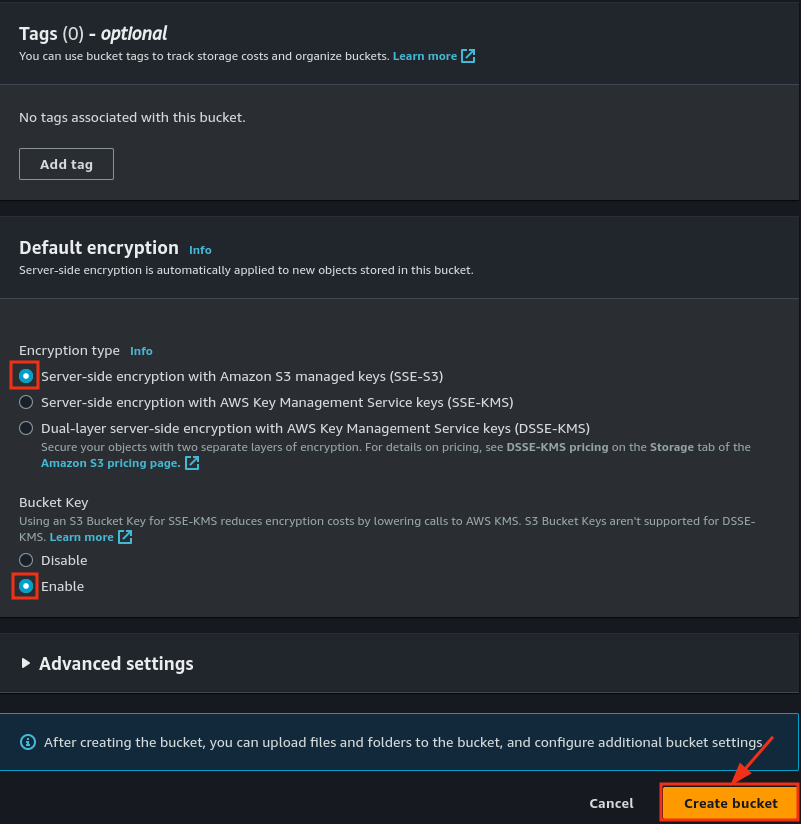 Tags (0) - optional
You can use bucket tags to track storage costs and organize buckets. Learn more
No tags associated with this bucket.
Add tag
Default encryption Info
Server-side encryption is automatically applied to new objects stored in this bucket.
Encryption type Info
Server-side encryption with Amazon S3 managed keys (SSE-S3)
Server-side encryption with AWS Key Management Service keys (SSE-KMS)
Dual-layer server-side encryption with AWS Key Management Service keys (DSSE-KMS)
Secure your objects with two separate layers of encryption. For details on pricing, see DSSE-KMS pricing on the Storage tab of the
Amazon S3 pricing page.
Bucket Key
Using an S3 Bucket Key for SSE-KMS reduces encryption costs by lowering calls to AWS KMS. S3 Bucket Keys aren't supported for DSSE-
KMS. Learn more
Disable
Enable
Advanced settings
After creating the bucket, you can upload files and folders to the bucket, and configure additional bucket settings.
Cancel
Create bucket